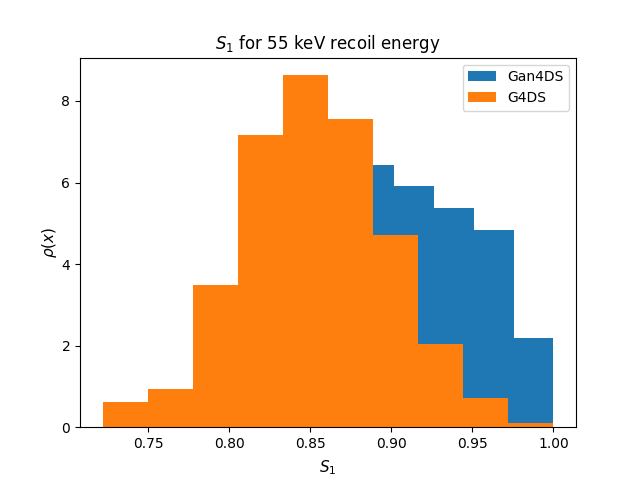 S₁ for 55 keV recoil energy
Gan4DS
G4DS
ρ(x)
8
6
4
2
0
0.75 0.80 0.85 0.90 0.95 1.00
S₁